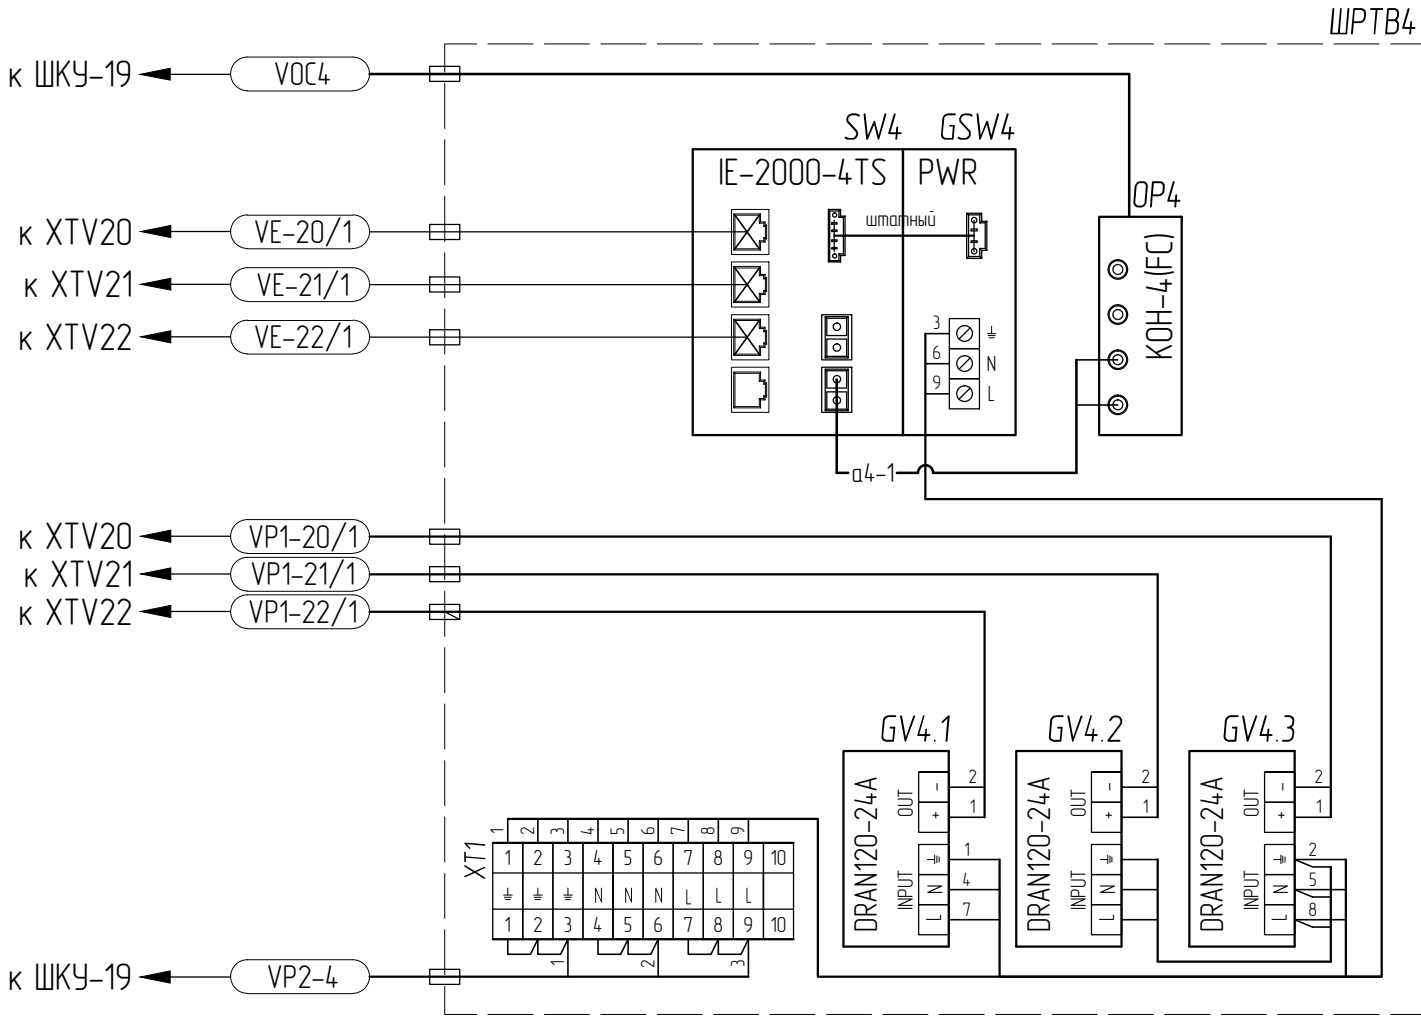 ШРТВ4
к ШКУ-19
VOC4
SW4
GSW4
IE-2000-4TS
PWR
штатный
OP4
КОН-4(FC)
к XTV20
VE-20/1
к XTV21
VE-21/1
к XTV22
VE-22/1
3
6
N
9
L
a4-1
к XTV20
VP1-20/1
к XTV21
VP1-21/1
к XTV22
VP1-22/1
GV4.1
GV4.2
GV4.3
DRAN120-24A
OUT
-
+
2
1
INPUT
N
L
1
4
7
DRAN120-24A
OUT
-
+
2
1
INPUT
N
L
DRAN120-24A
OUT
-
+
2
1
INPUT
N
L
2
5
8
XT1
1 2 3 4 5 6 7 8 9
1 2 3 4 5 6 7 8 9 10
N N N L L L
1 2 3 4 5 6 7 8 9 10
1 2 3
к ШКУ-19
VP2-4